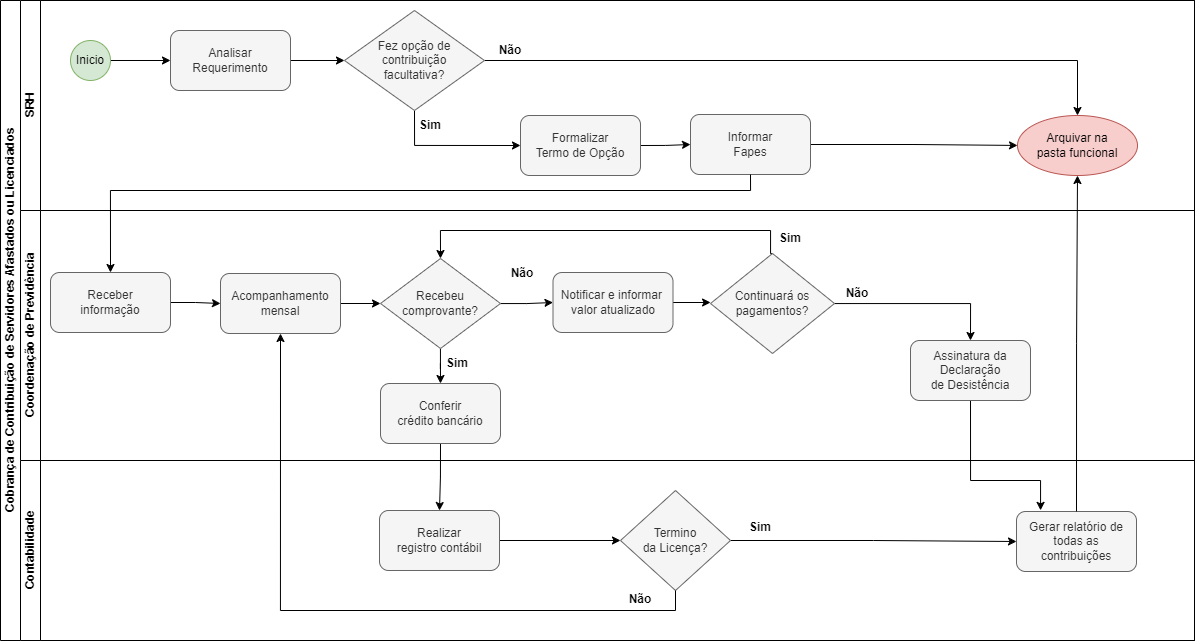 Cobrança de Contribuição de Servidores Afastados ou Licenciados
SRH
Inicio
Analisar
Requerimento
Fez opção de
contribuição
facultativa?
Não
Sim
Formalizar
Termo de Opção
Informar
Fapes
Arquivar na
pasta funcional
Coordenação de Previdência
Receber
informação
Acompanhamento
mensal
Recebeu
comprovante?
Não
Sim
Notificar e informar
valor atualizado
Continuará os
pagamentos?
Sim
Não
Assinatura da
Declaração
de Desistência
Conferir
crédito bancário
Contabilidade
Realizar
registro contábil
Termino
da Licença?
Sim
Não
Gerar relatório de
todas as
contribuições